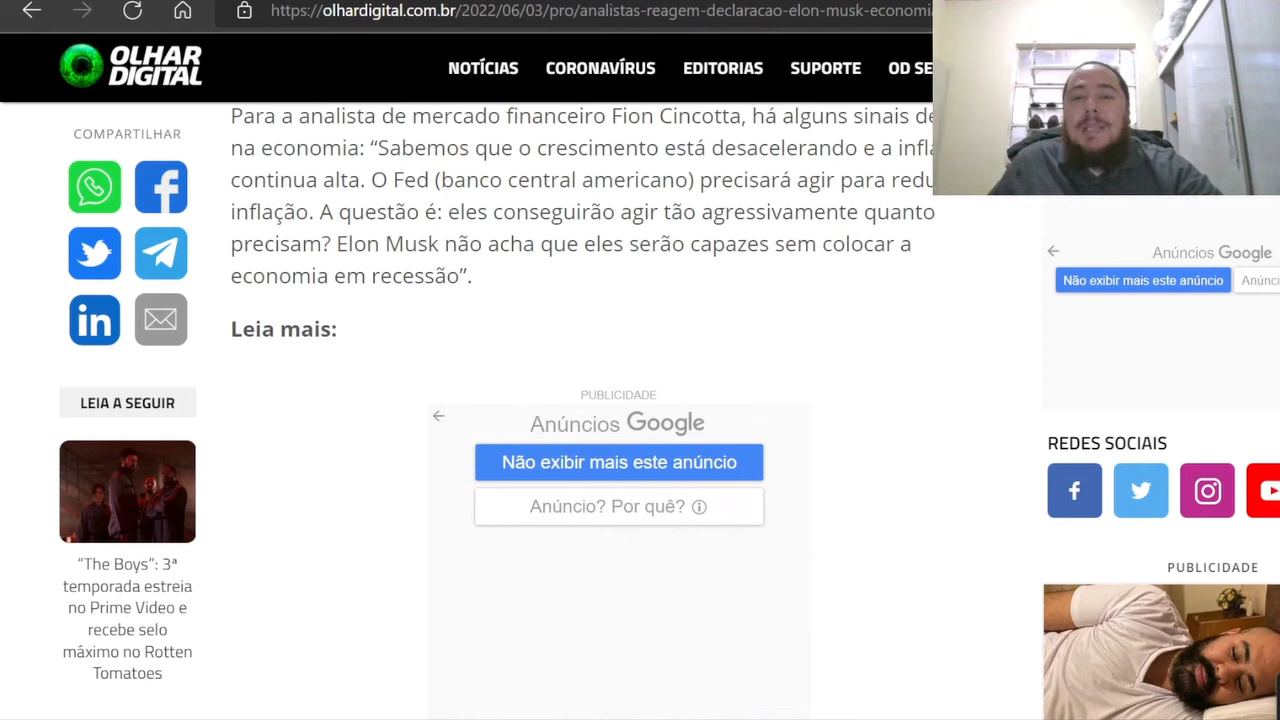 https://olhardigital.com.br/2022/06/03/pro/analistas-reagem-declaracao-elon-musk-economia
OLHAR
DIGITAL
NOTÍCIAS CORONAVÍRUS EDITORIAS SUPORTE OD SE
COMPARTILHAR
Para a analista de mercado financeiro Fion Cincotta, há alguns sinais de
na economia: “Sabemos que o crescimento está desacelerando e a infla
continua alta. O Fed (banco central americano) precisará agir para redu
inflação. A questão é: eles conseguirão agir tão agressivamente quanto
precisam? Elon Musk não acha que eles serão capazes sem colocar a
economia em recessão”.
Leia mais:
LEIA A SEGUIR
“The Boys”: 3ª
temporada estreia
no Prime Video e
recebe selo
máximo no Rotten
Tomatoes
PUBLICIDADE
Anúncios Google
Não exibir mais este anúncio
Anúncio? Por quê?
Anúncios Google
Não exibir mais este anúncio
Anúnci
REDES SOCIAIS
PUBLICIDADE